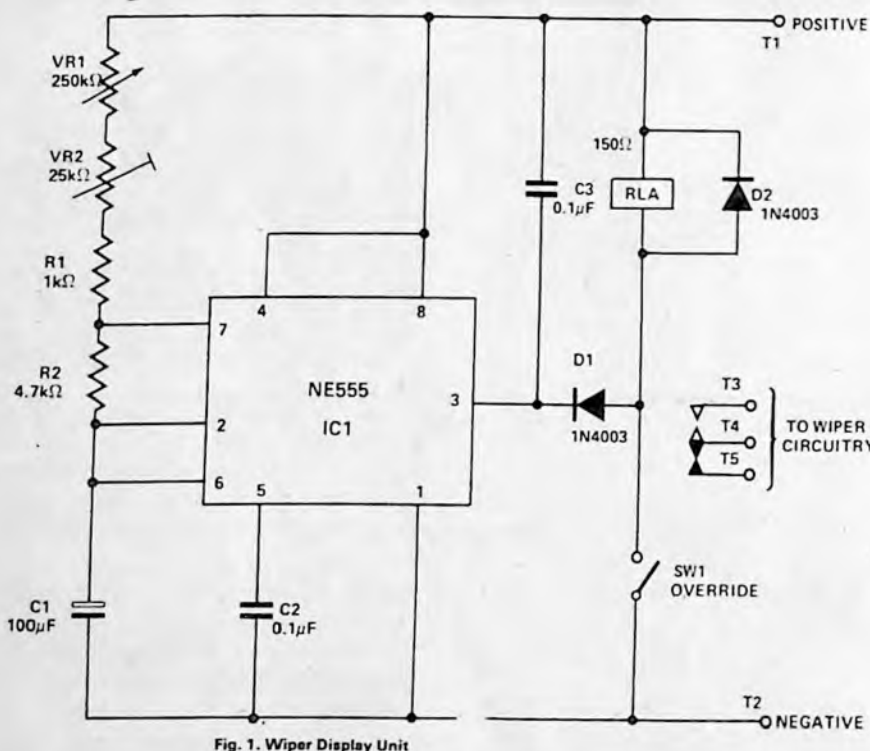 POSITIVE
T1
VR1
250kΩ
VR2
25kΩ
150Ω
C3
0.1μF
RLA
D2
1N4003
R1
1kΩ
4
8
7
R2
4.7kΩ
D1
NE555
3
T3
IC1
1N4003
T4
TO WIPER
CIRCUITRY
2
T5
6
5
1
SW1
OVERRIDE
C1
100μF
C2
0.1μF
T2
NEGATIVE
Fig. 1. Wiper Display Unit